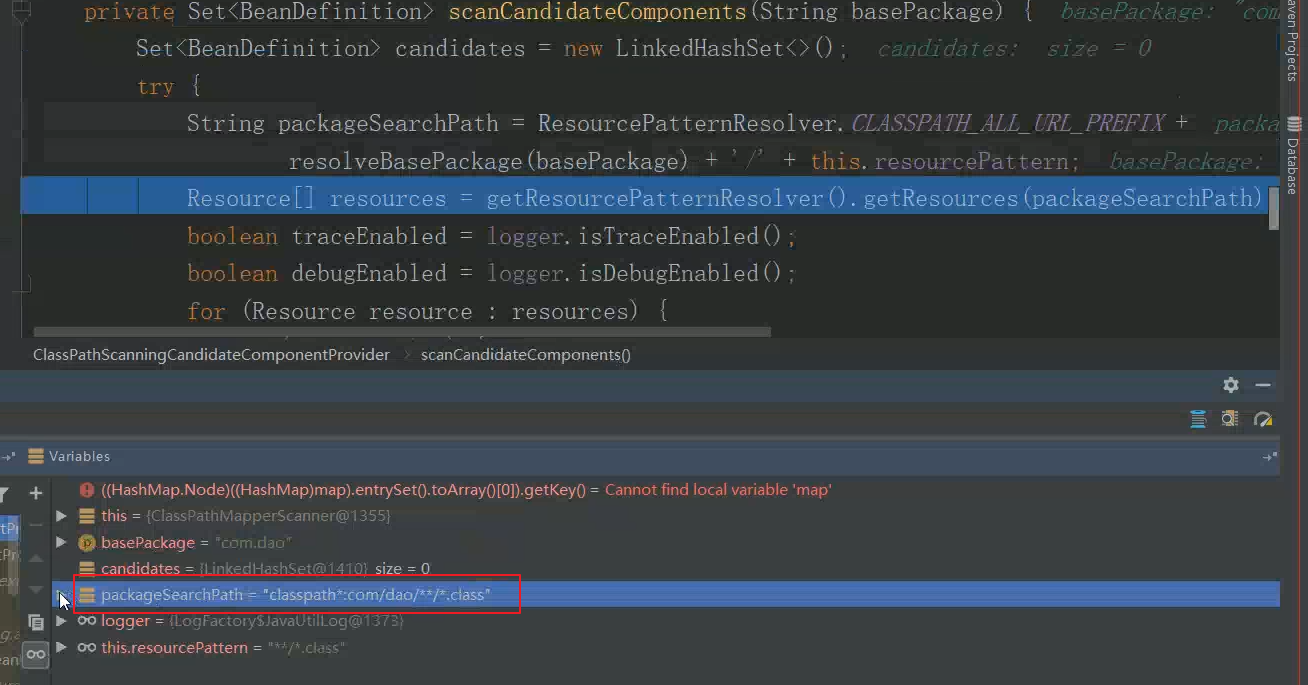 private Set<BeanDefinition> scanCandidateComponents(String basePackage) { basePackage: "com
Set<BeanDefinition> candidates = new LinkedHashSet<>(); candidates: size = 0
try {
String packageSearchPath = ResourcePatternResolver.CLASSPATH_ALL_URL_PREFIX + packa
resolveBasePackage(basePackage) + '/' + this.resourcePattern; basePackage:
Resource[] resources = getResourcePatternResolver().getResources(packageSearchPath)
boolean traceEnabled = logger.isTraceEnabled();
boolean debugEnabled = logger.isDebugEnabled();
for (Resource resource : resources) {
ClassPathScanningCandidateComponentProvider > scanCandidateComponents()
aven Projects
Database
Variables
((HashMap.Node)((HashMap)map).entrySet().toArray()[0]).getKey() = Cannot find local variable 'map'
this = {ClassPathMapperScanner@1355}
basePackage = "com.dao"
candidates = {LinkedHashSet@1410} size = 0
packageSearchPath = "classpath*:com/dao/**/*.class"
logger = {LogFactory$JavaUtilLog@1373}
this.resourcePattern = "**/*.class"